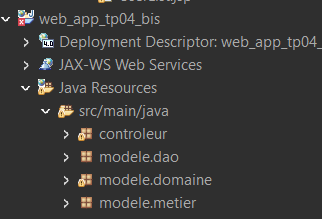 web_app_tp04_bis
Deployment Descriptor: web_app_tp04
JAX-WS Web Services
Java Resources
src/main/java
controleur
modele.dao
modele.domaine
modele.metier